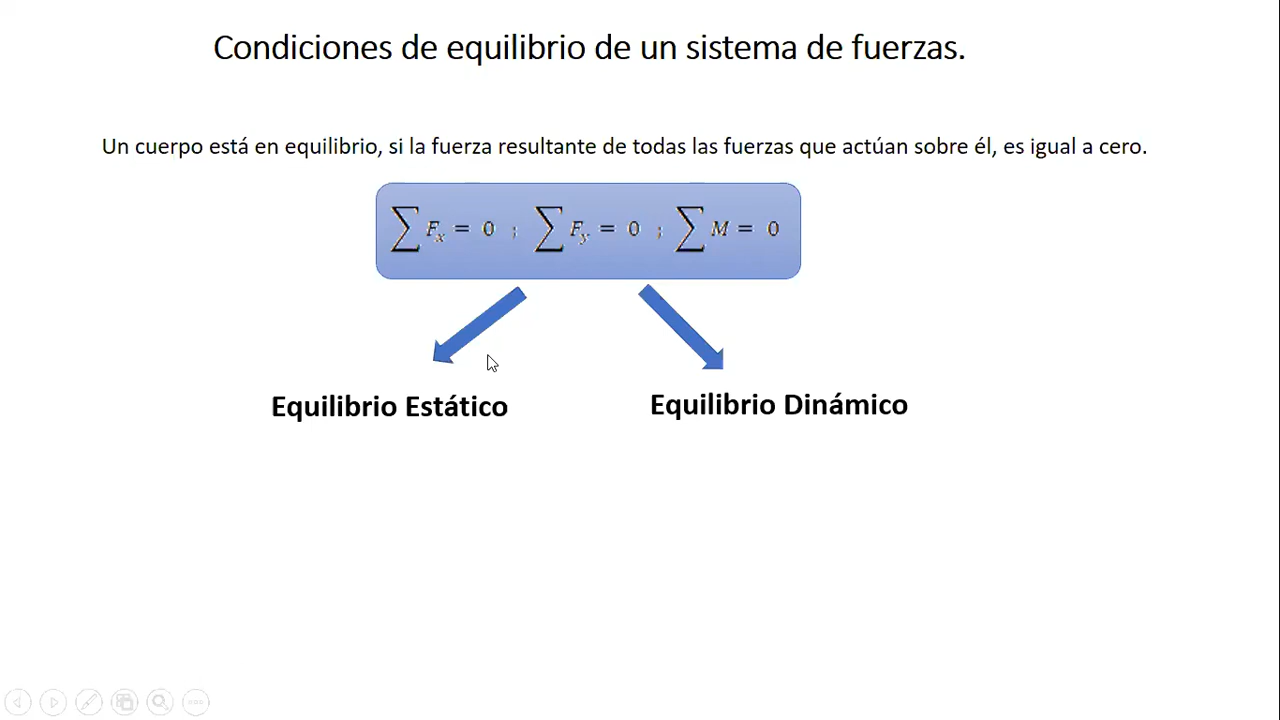 Condiciones de equilibrio de un sistema de fuerzas.
Un cuerpo está en equilibrio, si la fuerza resultante de todas las fuerzas que actúan sobre él, es igual a cero.
∑ Fx = 0 ; ∑ Fy = 0 ; ∑ M = 0
Equilibrio Estático
Equilibrio Dinámico